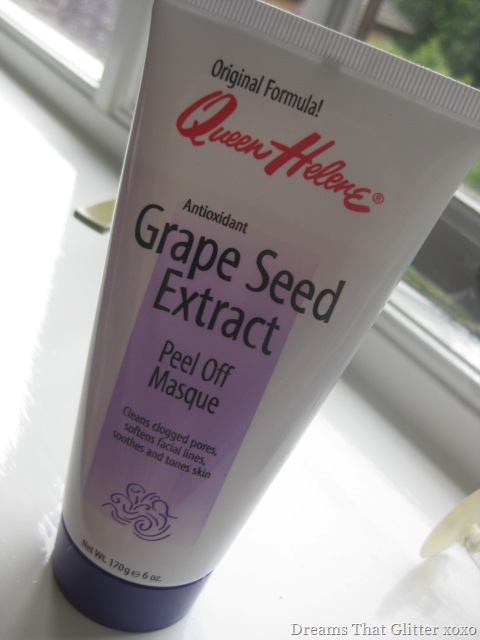 Original Formula!
Queen Helene®
Antioxidant
Grape Seed
Extract
Peel Off
Masque
Cleans clogged pores,
softens facial lines,
soothes and tones skin
Net Wt. 170g ℮ 6 oz.
Dreams That Glitter xoxo